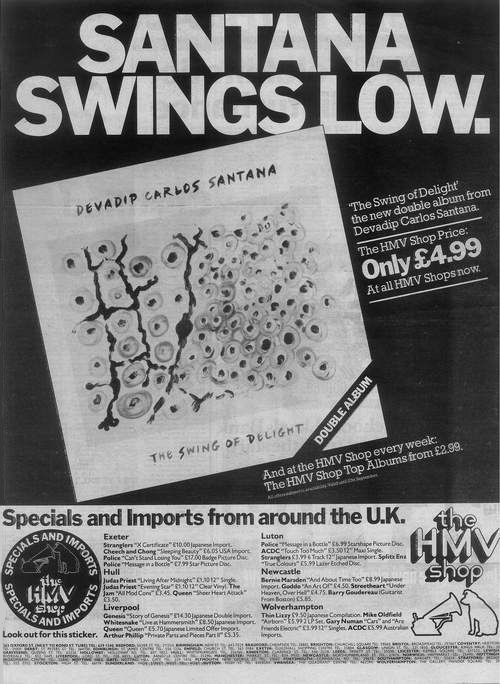 SANTANA
SWINGS LOW.
DEVADIP CARLOS SANTANA
THE SWING OF DELIGHT
DOUBLE ALBUM
'The Swing of Delight'
the new double album from
Devadip Carlos Santana.
The HMV Shop Price:
Only £4.99
At all HMV Shops now.
And at the HMV Shop every week:
The HMV Shop Top Albums from £2.99.
Specials and Imports from around the U.K.
SPECIALS AND IMPORTS
the
HMV
shop
SPECIALS AND IMPORTS
Look out for this sticker.
Exeter
Stranglers "X Certificate" £10.00 Japanese Import.
Cheech and Chong "Sleeping Beauty" £6.05 USA Import.
Police "Can't Stand Losing You" £17.00 Badge Picture Disc.
Police "Message in a Bottle" £7.99 Star Picture Disc.
Hull
Judas Priest "Living After Midnight" £1.30 12" Single.
Judas Priest "Evening Star" £1.50 12" Clear Vinyl. The
Jam "All Mod Cons" £3.45. Queen "Sheer Heart Attack"
£3.50.
Liverpool
Genesis "Story of Genesis" £14.30 Japanese Double Import.
Whitesnake "Live at Hammersmith" £8.50 Japanese Import.
Queen "Queen" £5.70 Japanese Limited Offer Import.
Arthur Phillip "Private Parts and Pieces Part II" £5.35.
Luton
Police "Message in a Bottle" £6.99 Starshape Picture Disc.
ACDC "Touch Too Much" £3.50 12" Maxi Single.
Stranglers £3.99 6 Track 12" Japanese Import. Splitz Enz
"True Colours" £5.99 Laser Etched Disc.
Newcastle
Bernie Marsden "And About Time Too" £8.99 Japanese
Import. Godda "An Art Of" £4.50. Streetheart "Under
Heaven, Over Hell" £4.75. Barry Goudereau (Guitarist
From Boston) £5.85.
Wolverhampton
Thin Lizzy £9.50 Japanese Compilation. Mike Oldfield
"Airborn" £5.99 2 LP Set. Gary Numan "Cars" and "Are
Friends Electric" £5.99 12" Singles. ACDC £5.99 Australian
Imports.
the
HMV
shop